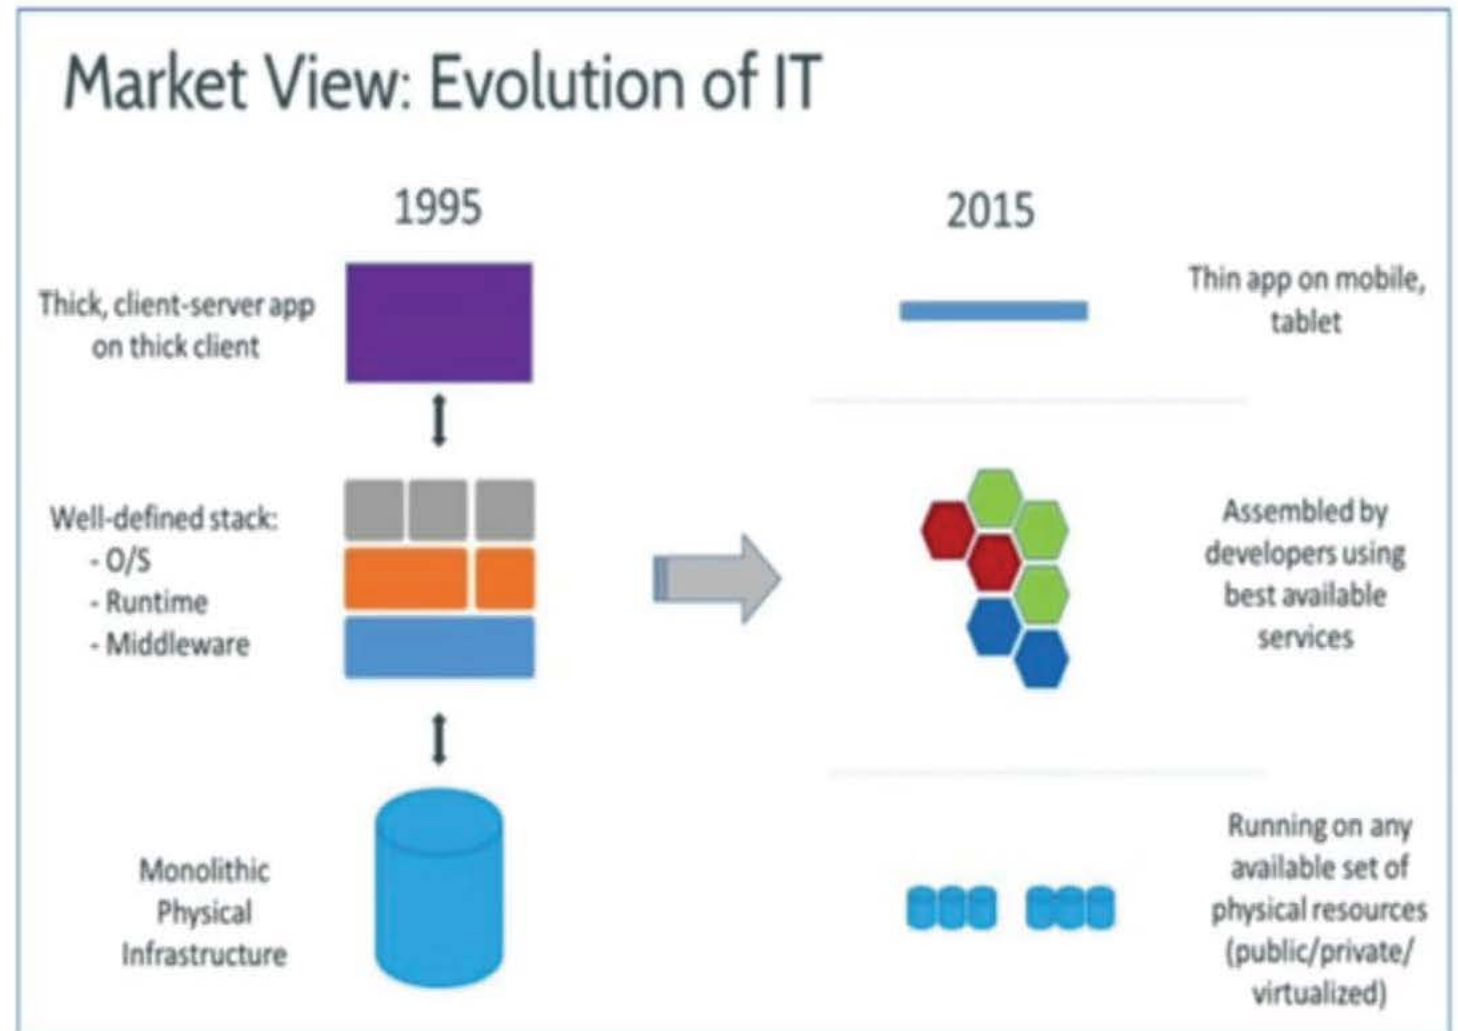 Market View: Evolution of IT
1995
2015
Thick, client-server app
on thick client
Thin app on mobile,
tablet
Well-defined stack:
- O/S
- Runtime
- Middleware
Assembled by
developers using
best available
services
Monolithic
Physical
Infrastructure
Running on any
available set of
physical resources
(public/private/
virtualized)